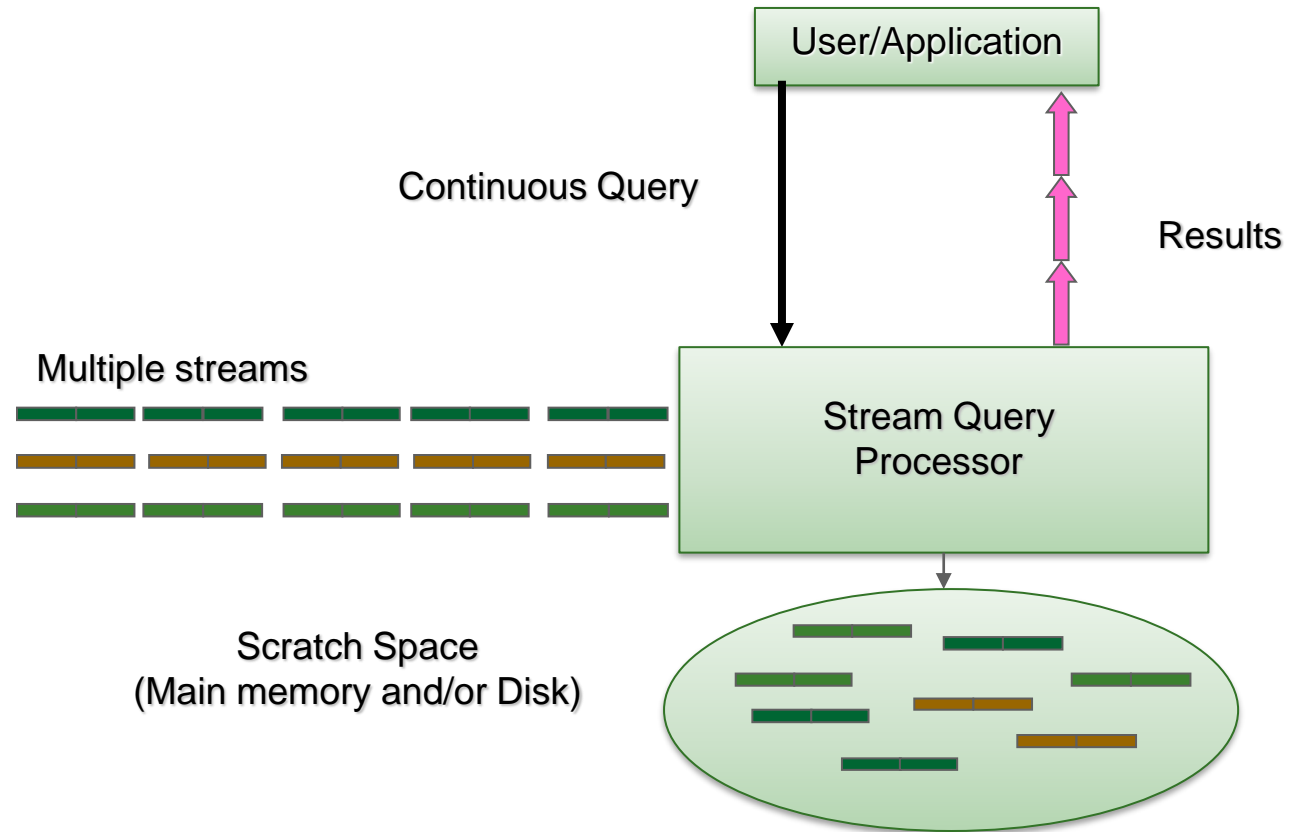 User/Application
Continuous Query
Results
Multiple streams
Stream Query
Processor
Scratch Space
(Main memory and/or Disk)